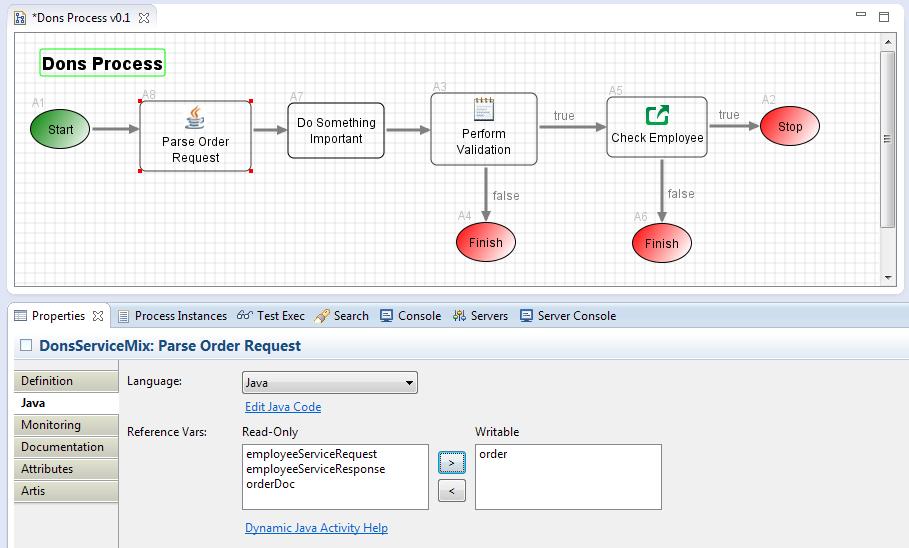 *Dons Process v0.1
Dons Process
A1
Start
A8
Parse Order
Request
A7
Do Something
Important
A3
Perform
Validation
true
A5
Check Employee
true
A2
Stop
false
A4
Finish
false
A6
Finish
Properties
Process Instances
Test Exec
Search
Console
Servers
Server Console
DonsServiceMix: Parse Order Request
Definition
Java
Monitoring
Documentation
Attributes
Artis
Language:
Java
Edit Java Code
Reference Vars:
Read-Only
Writable
employeeServiceRequest
employeeServiceResponse
orderDoc
>
<
order
Dynamic Java Activity Help